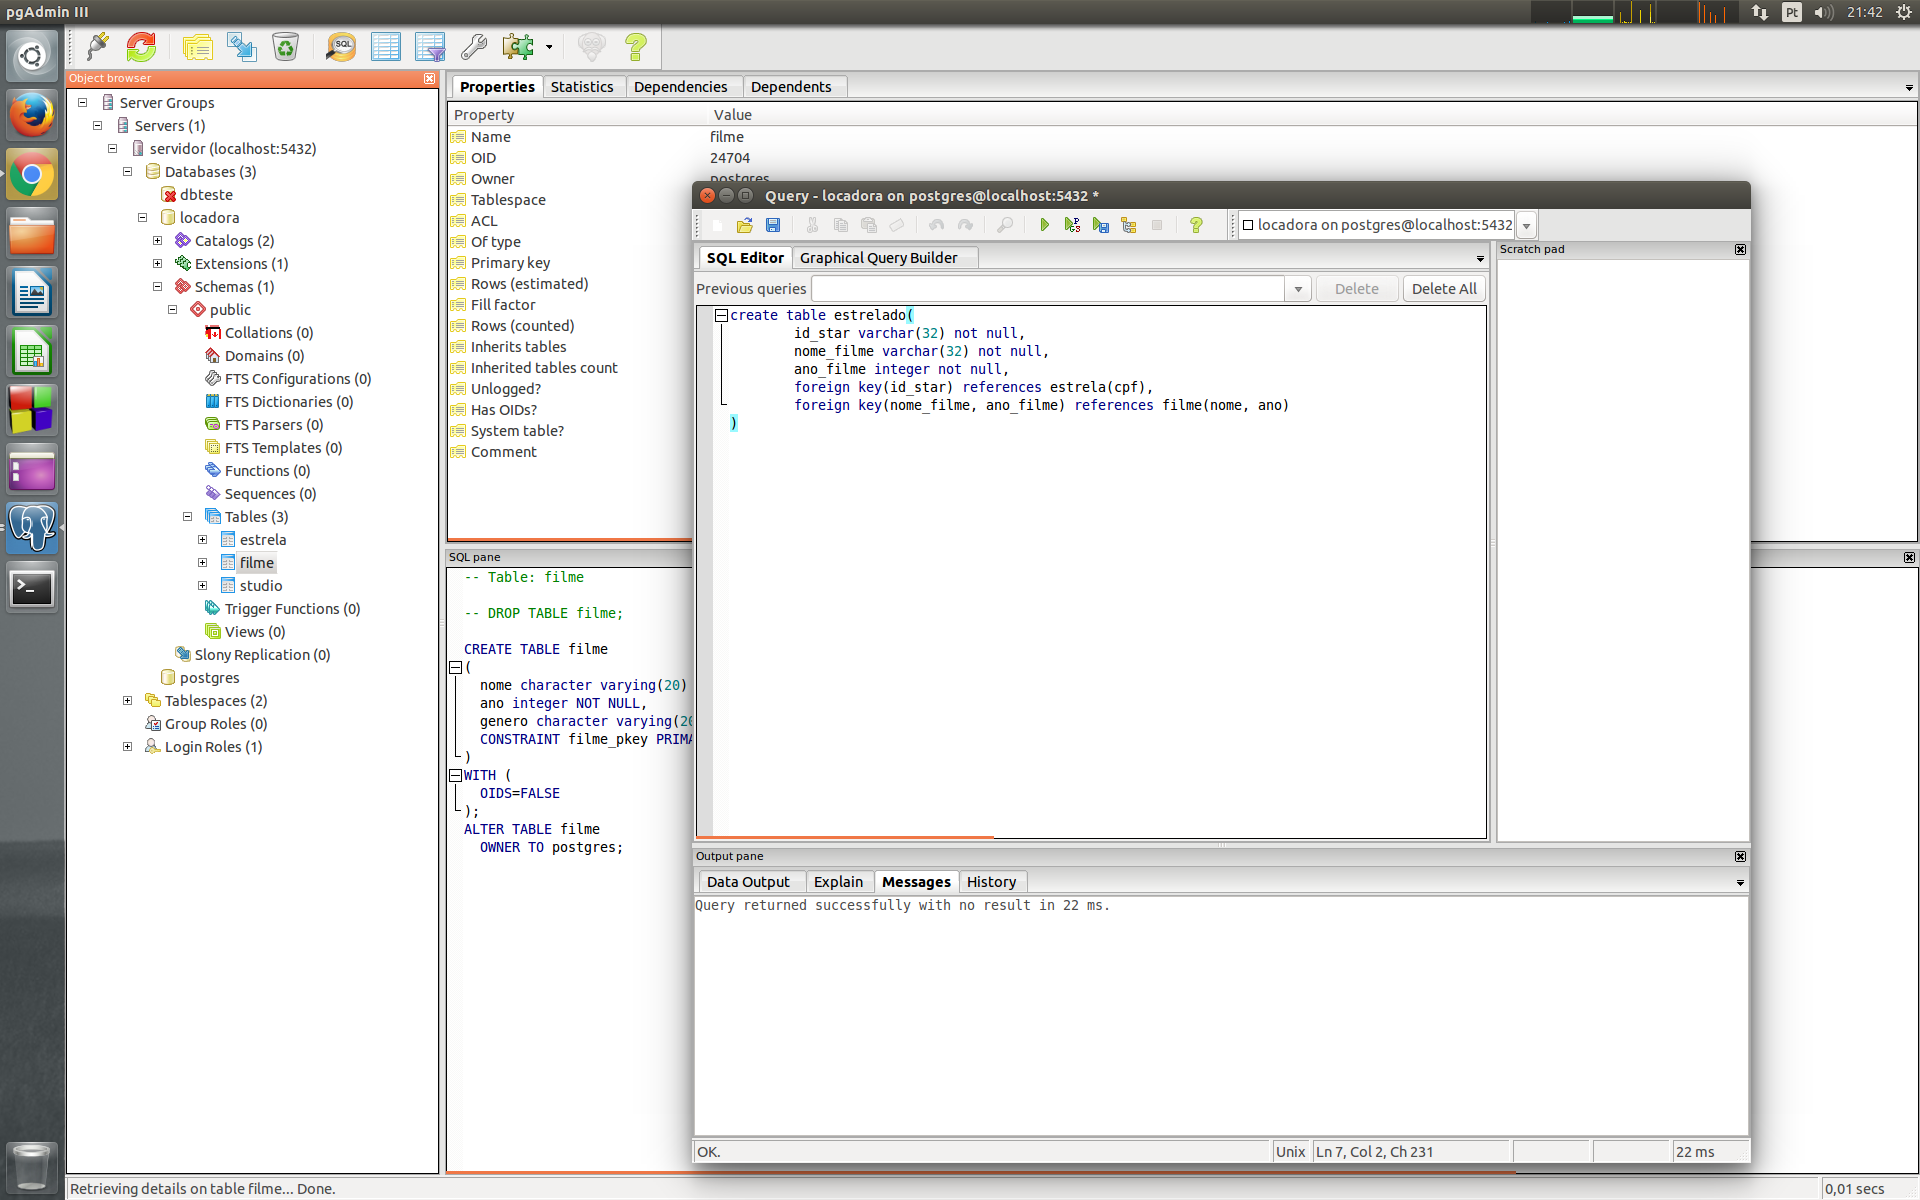 pgAdmin III
Pt
21:42
SQL
Object browser
Server Groups
Servers (1)
servidor (localhost:5432)
Databases (3)
dbteste
locadora
Catalogs (2)
Extensions (1)
Schemas (1)
public
Collations (0)
Domains (0)
FTS Configurations (0)
FTS Dictionaries (0)
FTS Parsers (0)
FTS Templates (0)
Functions (0)
Sequences (0)
Tables (3)
estrela
filme
studio
Trigger Functions (0)
Views (0)
Slony Replication (0)
postgres
Tablespaces (2)
Group Roles (0)
Login Roles (1)
Properties Statistics Dependencies Dependents
Property Value
Name filme
OID 24704
Owner postgres
Tablespace
ACL
Of type
Primary key
Rows (estimated)
Fill factor
Rows (counted)
Inherits tables
Inherited tables count
Unlogged?
Has OIDs?
System table?
Comment
SQL pane
-- Table: filme
-- DROP TABLE filme;
CREATE TABLE filme
(
nome character varying(20)
ano integer NOT NULL,
genero character varying(20
CONSTRAINT filme_pkey PRIMA
)
WITH (
OIDS=FALSE
);
ALTER TABLE filme
OWNER TO postgres;
Query - locadora on postgres@localhost:5432 *
locadora on postgres@localhost:5432
SQL Editor Graphical Query Builder
Previous queries Delete Delete All
create table estrelado(
id_star varchar(32) not null,
nome_filme varchar(32) not null,
ano_filme integer not null,
foreign key(id_star) references estrela(cpf),
foreign key(nome_filme, ano_filme) references filme(nome, ano)
)
Scratch pad
Output pane
Data Output Explain Messages History
Query returned successfully with no result in 22 ms.
OK. Unix Ln 7, Col 2, Ch 231 22 ms
Retrieving details on table filme... Done. 0,01 secs